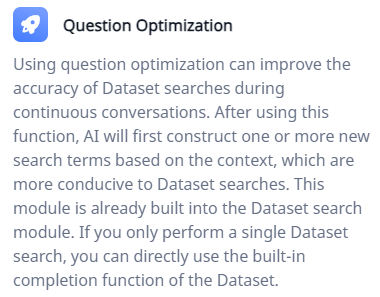 Question Optimization
Using question optimization can improve the
accuracy of Dataset searches during
continuous conversations. After using this
function, AI will first construct one or more new
search terms based on the context, which are
more conducive to Dataset searches. This
module is already built into the Dataset search
module. If you only perform a single Dataset
search, you can directly use the built-in
completion function of the Dataset.